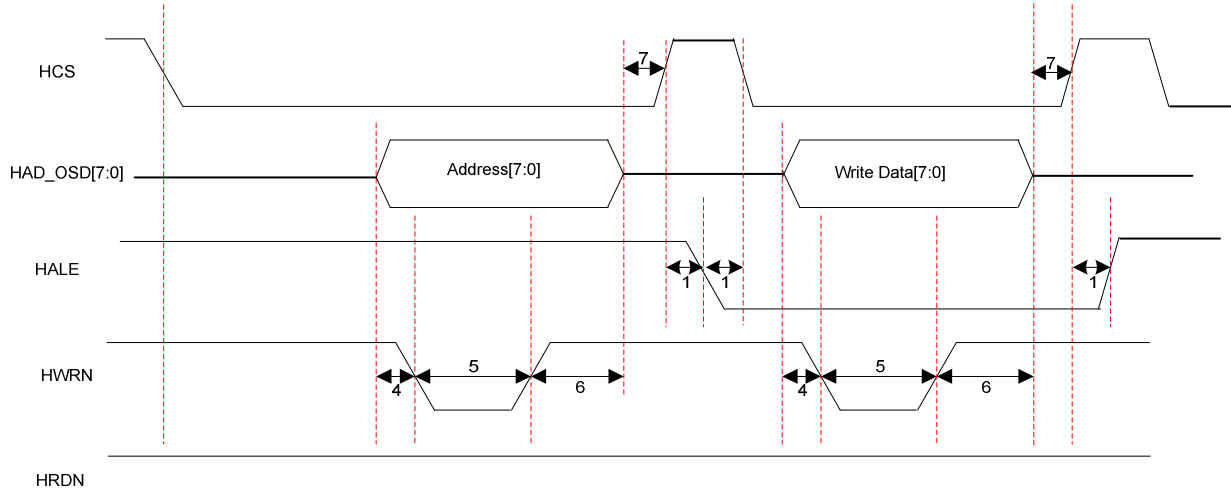 HCS
7
7
HAD_OSD[7:0]
Address[7:0]
Write Data[7:0]
HALE
1
1
1
HWRN
4
5
6
4
5
6
HRDN